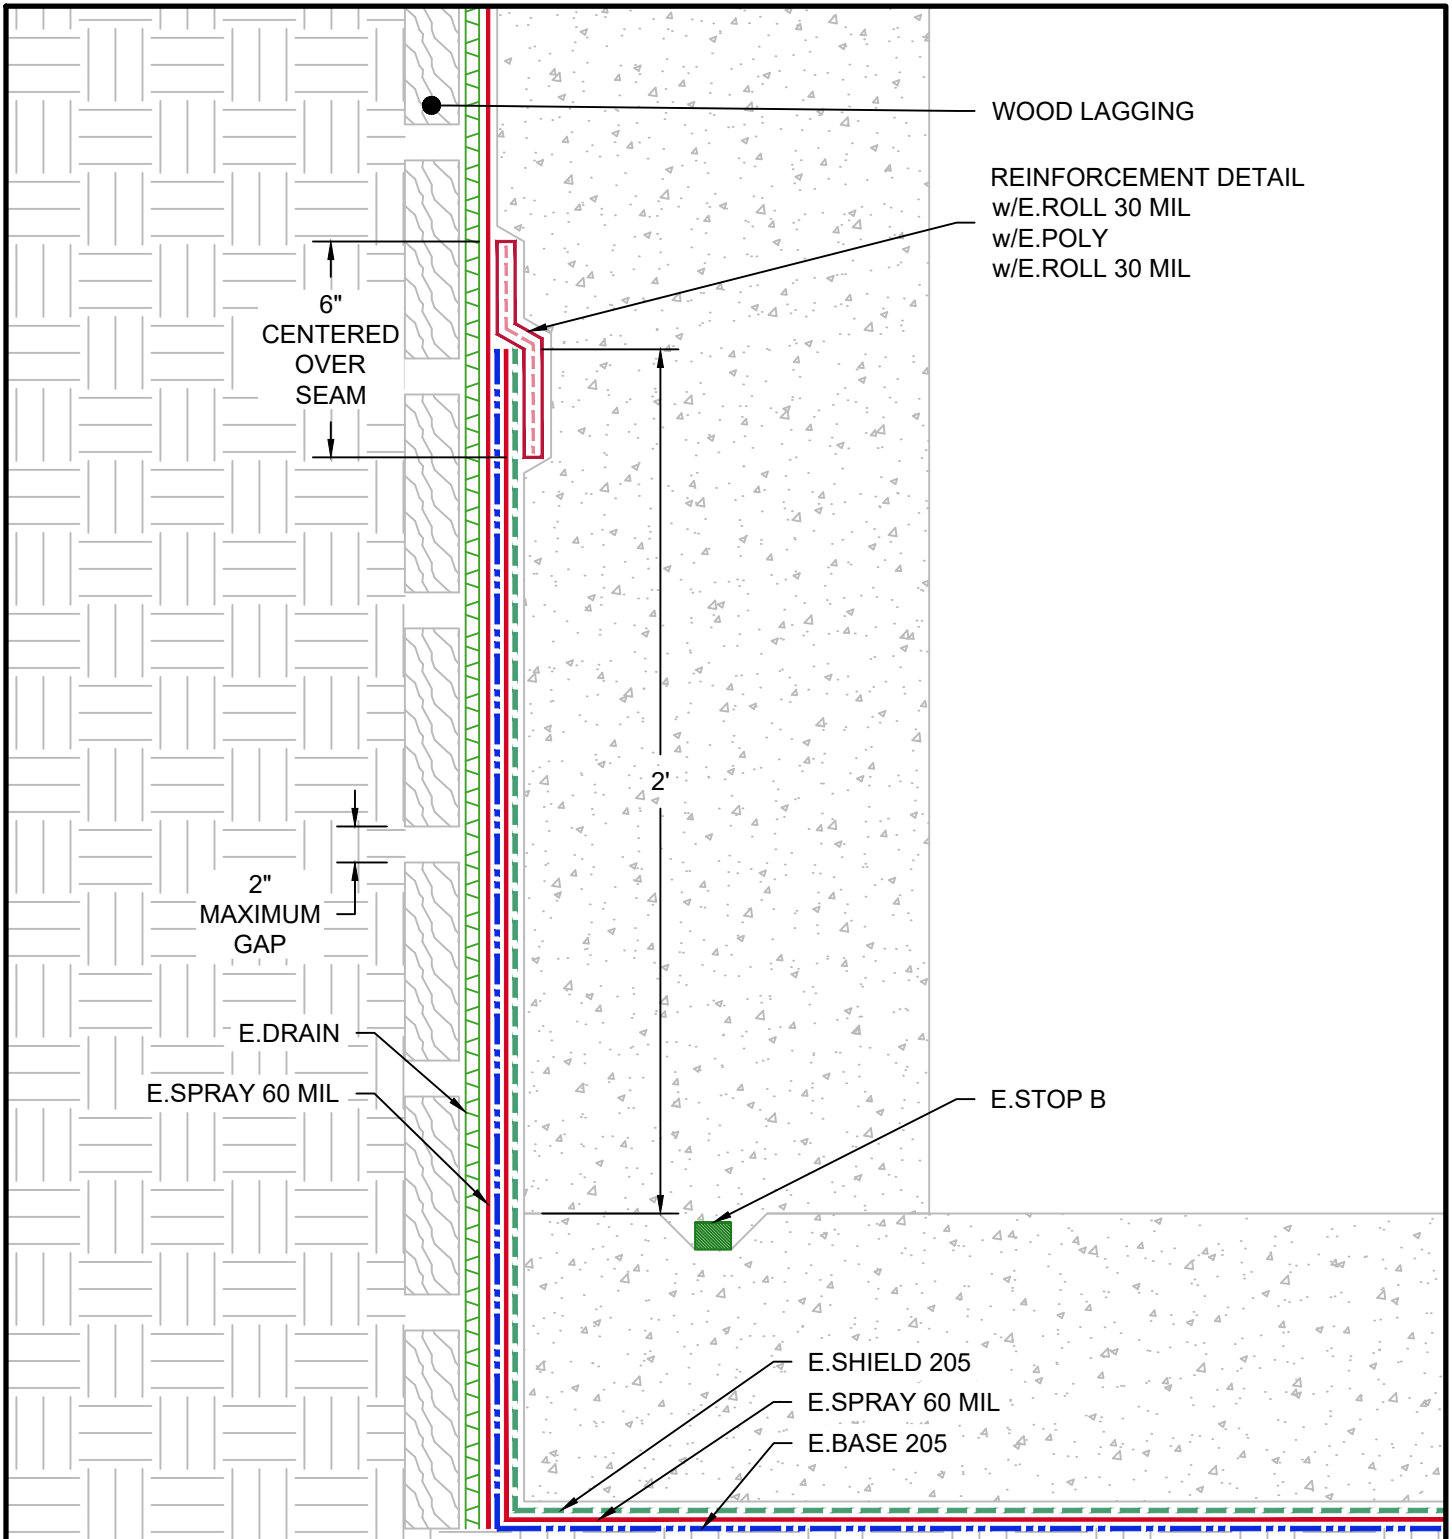 WOOD LAGGING
REINFORCEMENT DETAIL
w/E.ROLL 30 MIL
w/E.POLY
w/E.ROLL 30 MIL
6"
CENTERED
OVER
SEAM
2'
2"
MAXIMUM
GAP
E.DRAIN
E.SPRAY 60 MIL
E.STOP B
E.SHIELD 205
E.SPRAY 60 MIL
E.BASE 205